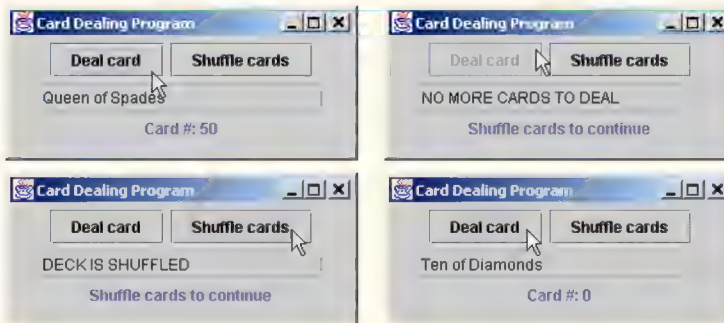 Card Dealing Program
Deal card Shuffle cards
Queen of Spades
Card #: 50
Card Dealing Program
Deal card Shuffle cards
NO MORE CARDS TO DEAL
Shuffle cards to continue
Card Dealing Program
Deal card Shuffle cards
DECK IS SHUFFLED
Shuffle cards to continue
Card Dealing Program
Deal card Shuffle cards
Ten of Diamonds
Card #: 0